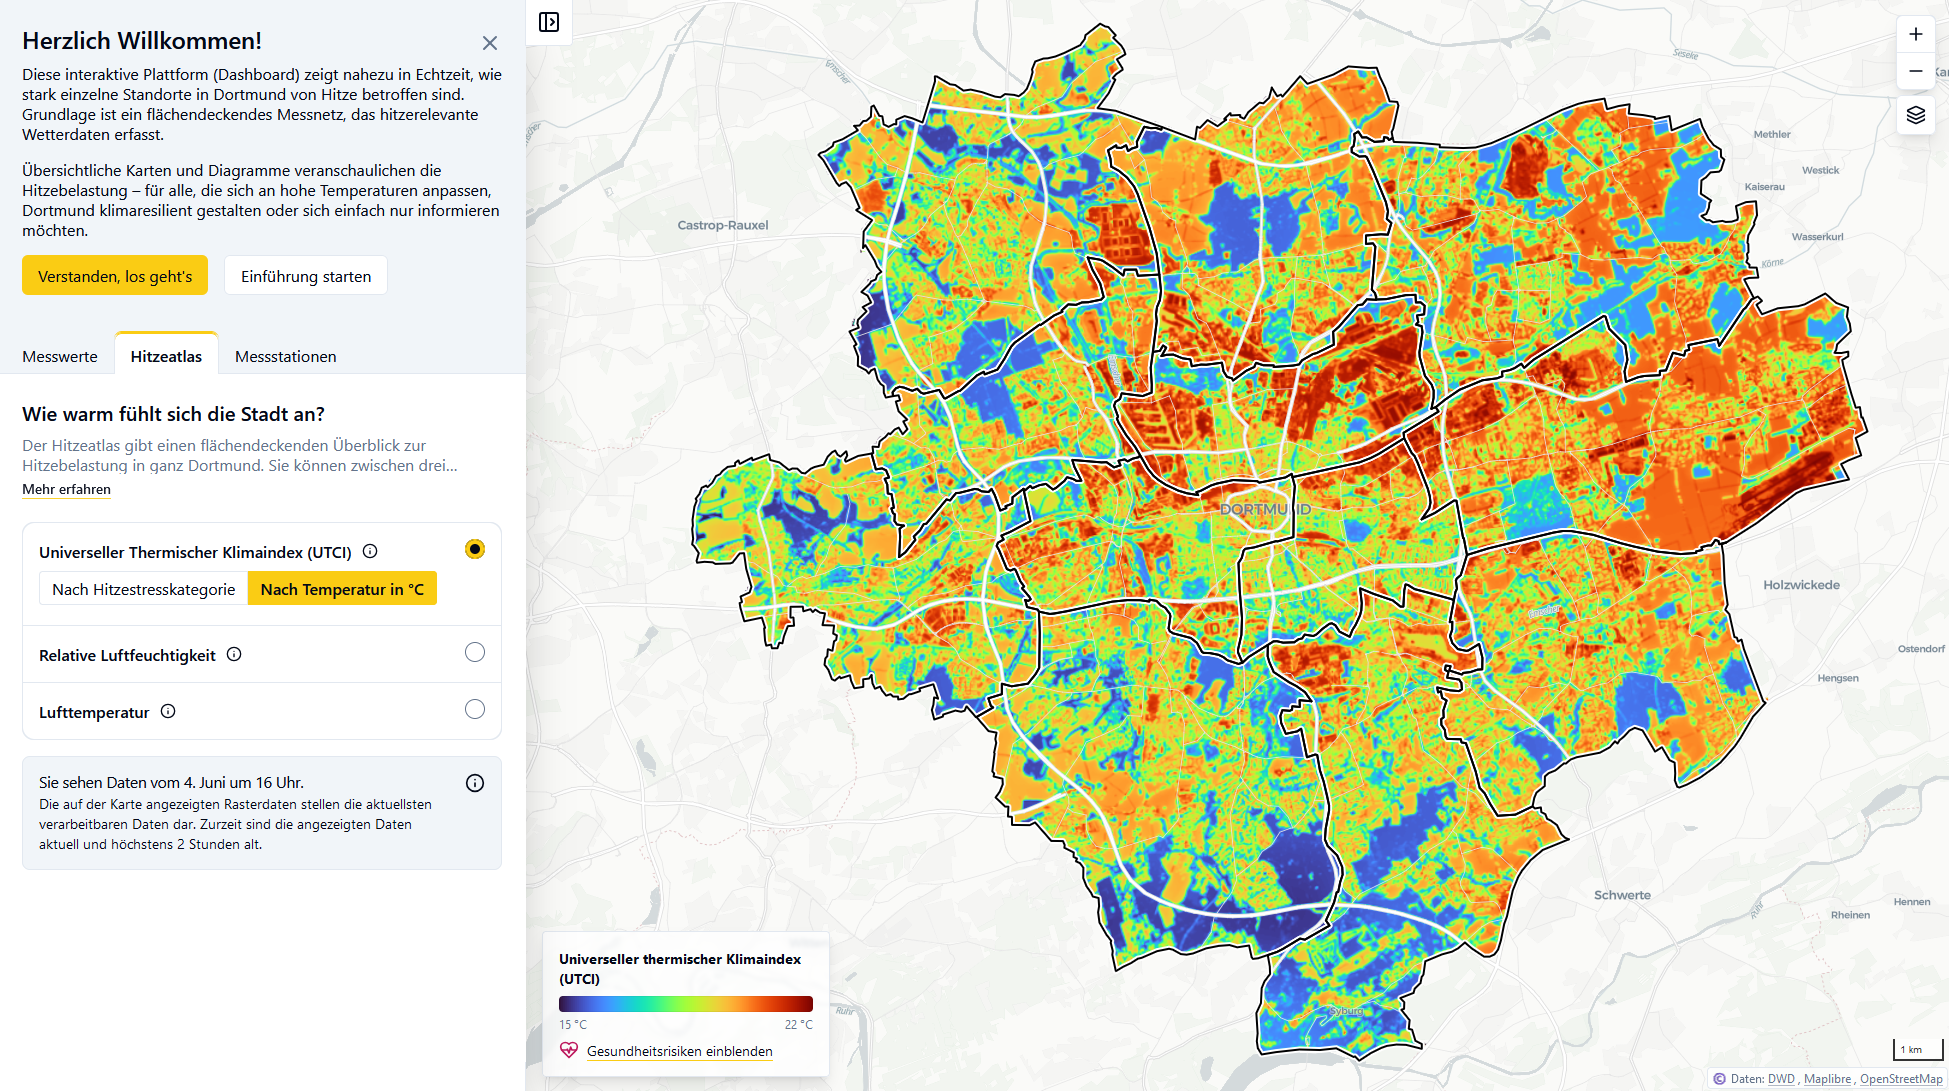 Herzlich Willkommen!
Diese interaktive Plattform (Dashboard) zeigt nahezu in Echtzeit, wie
stark einzelne Standorte in Dortmund von Hitze betroffen sind.
Grundlage ist ein flächendeckendes Messnetz, das hitzerelevante
Wetterdaten erfasst.
Übersichtliche Karten und Diagramme veranschaulichen die
Hitzebelastung – für alle, die sich an hohe Temperaturen anpassen,
Dortmund klimaresilient gestalten oder sich einfach nur informieren
möchten.
Verstanden, los geht's
Einführung starten
Messwerte
Hitzeatlas
Messstationen
Wie warm fühlt sich die Stadt an?
Der Hitzeatlas gibt einen flächendeckenden Überblick zur
Hitzebelastung in ganz Dortmund. Sie können zwischen drei...
Mehr erfahren
Universeller Thermischer Klimaindex (UTCI)
Nach Hitzestresskategorie
Nach Temperatur in °C
Relative Luftfeuchtigkeit
Lufttemperatur
Sie sehen Daten vom 4. Juni um 16 Uhr.
Die auf der Karte angezeigten Rasterdaten stellen die aktuellsten
verarbeitbaren Daten dar. Zurzeit sind die angezeigten Daten
aktuell und höchstens 2 Stunden alt.
Emscher
Seseke
Methler
Westick
Kaiserau
Castrop-Rauxel
Wasserkurl
Körne
Emscher
DORTMUND
Holzwickede
Emscher
Ostendorf
Hengsen
Schwerte
Hennen
Ruhr
Rheinen
Syburg
Ruhr
Universeller thermischer Klimaindex
(UTCI)
15 °C
22 °C
Gesundheitsrisiken einblenden
1 km
© Daten: DWD, Maplibre, OpenStreetMap